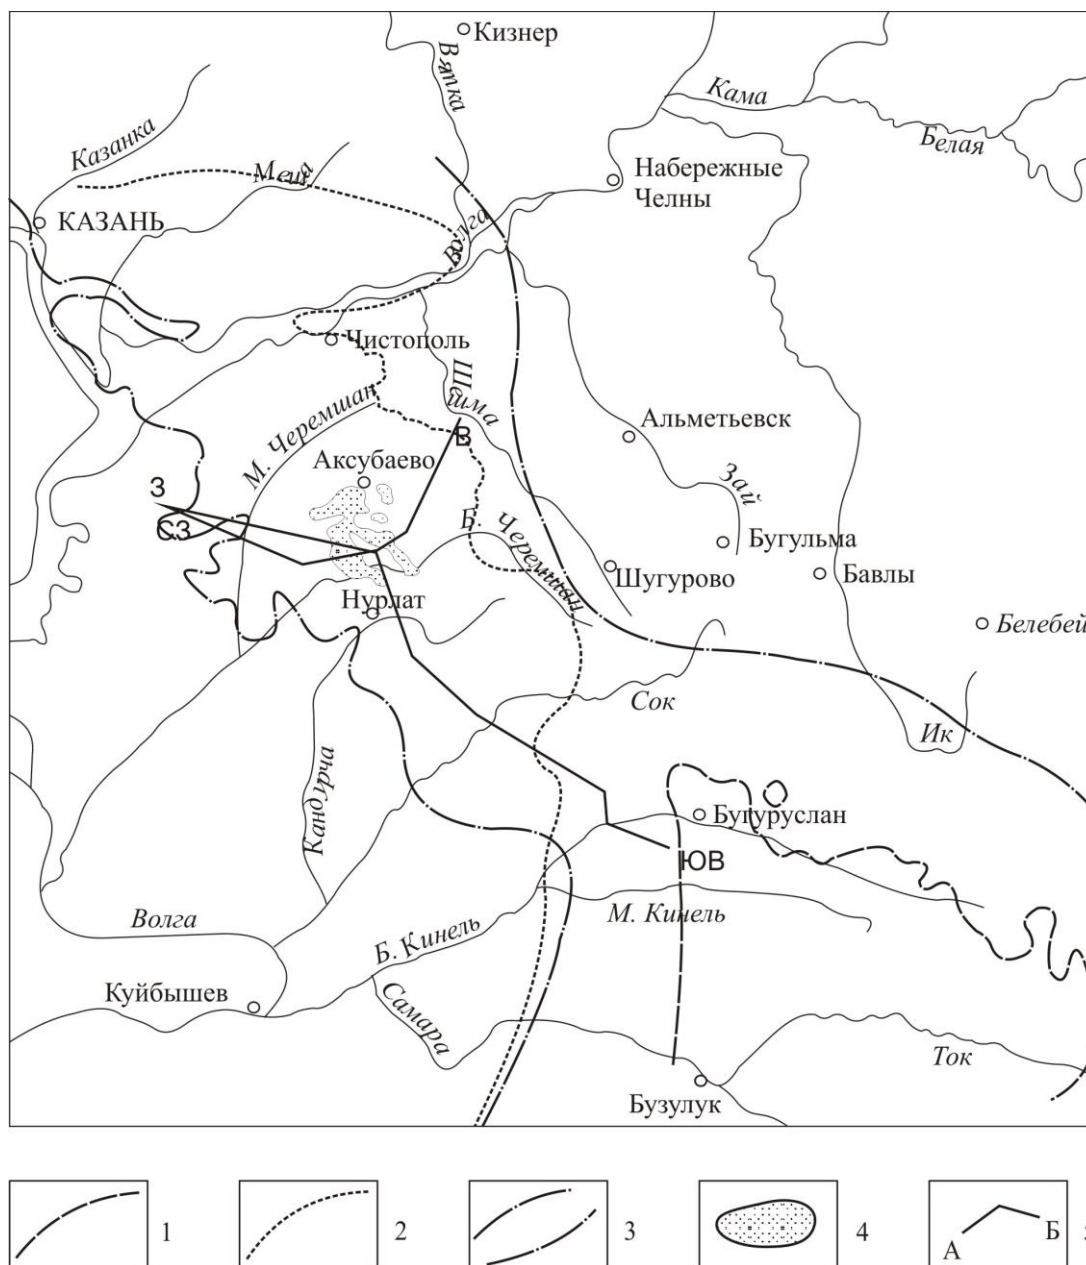 Кизнер
Вятка
Кама
Белая
Казанка
Меша
Набережные
Челны
КАЗАНЬ
Волга
Чистополь
Шешма
М. Черемшан
В
Альметьевск
Аксубаево
Зай
З
СЗ
Б. Черемшан
Бугульма
Шугурово
Бавлы
Нурлат
Белебей
Сок
Ик
Кандурча
Бугуруслан
ЮВ
Волга
М. Кинель
Б. Кинель
Куйбышев
Самара
Ток
Бузулук
1
2
3
4
А
Б